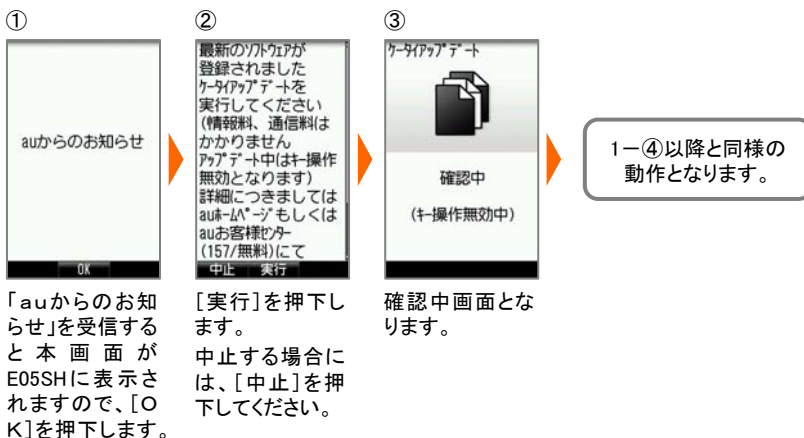 ①
auからのお知らせ
OK
「auからのお知
らせ」を受信する
と本画面が
E05SHに表示さ
れますので、[O
K]を押下します。
②
最新のソフトウェアが
登録されました
ケータイアップデートを
実行してください
(情報料、通信料は
かかりません
アップデート中はキー操作
無効となります)
詳細につきましては
auホームページもしくは
auお客様センター
(157/無料)にて
中止 実行
[実行]を押下し
ます。
中止する場合に
は、[中止]を押
下してください。
③
ケータイアップデート
確認中
(キー操作無効中)
確認中画面とな
ります。
1-④以降と同様の
動作となります。